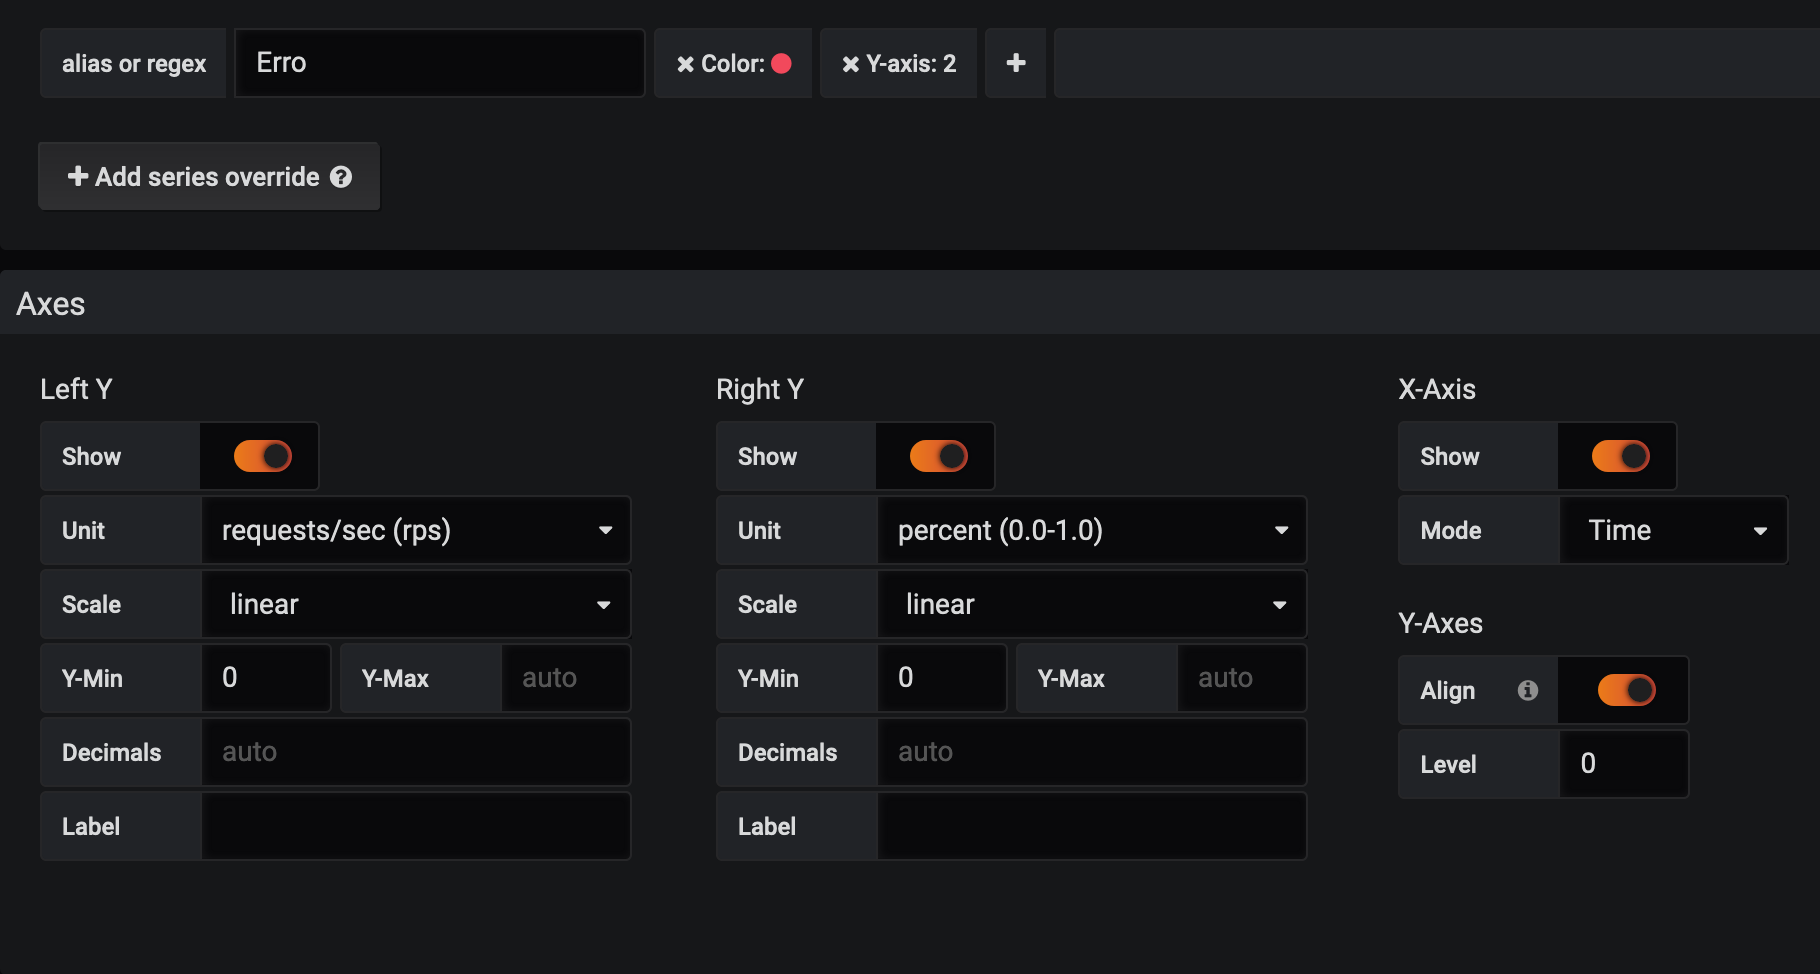 alias or regex Erro Color: Y-axis: 2
Add series override
Axes
Left Y Right Y X-Axis
Show Show Show
Unit requests/sec (rps) Unit percent (0.0-1.0) Mode Time
Scale linear Scale linear
Y-Axes
Y-Min 0 Y-Max auto Y-Min 0 Y-Max auto Align
Decimals auto Decimals auto Level 0
Label Label